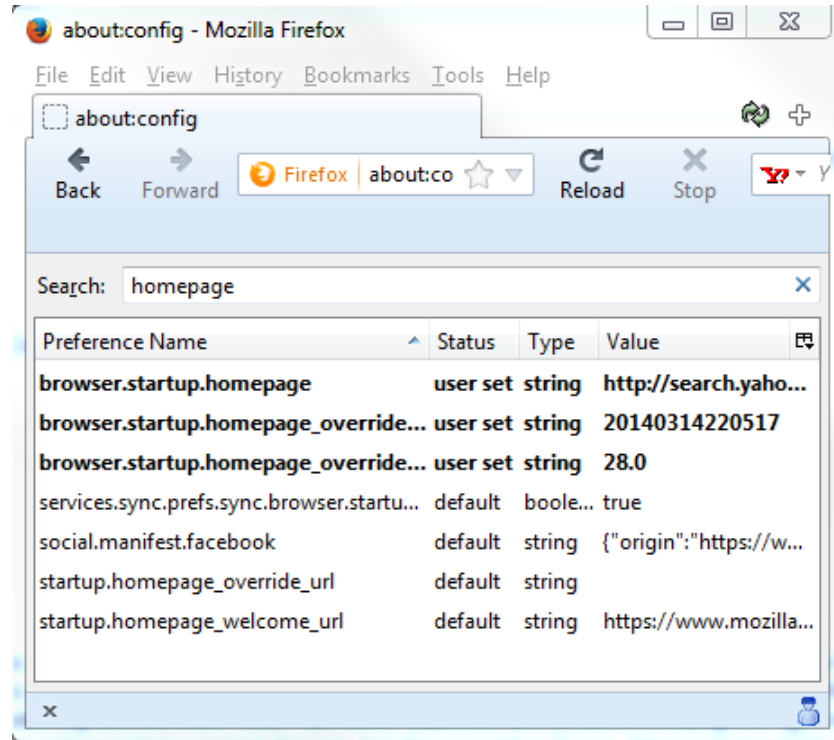 about:config - Mozilla Firefox
File Edit View History Bookmarks Tools Help
about:config
Back Forward Firefox about:co Reload Stop Y? Y
Search: homepage
Preference Name Status Type Value
browser.startup.homepage user set string http://search.yaho...
browser.startup.homepage_override... user set string 20140314220517
browser.startup.homepage_override... user set string 28.0
services.sync.prefs.sync.browser.startu... default boole... true
social.manifest.facebook default string {"origin":"https://w...
startup.homepage_override_url default string
startup.homepage_welcome_url default string https://www.mozilla...